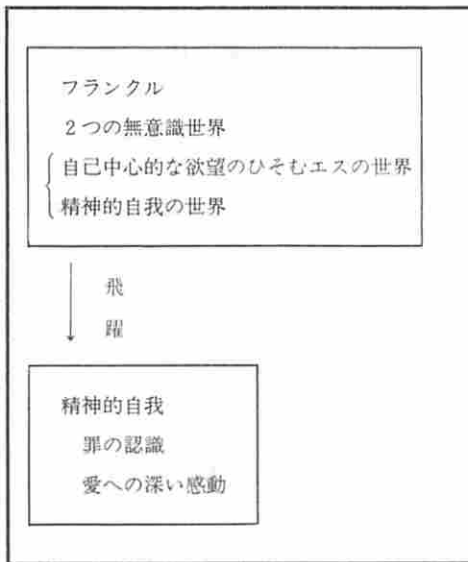 フランクル
2つの無意識世界
自己中心的な欲望のひそむエスの世界
精神的自我の世界
飛
躍
精神的自我
罪の認識
愛への深い感動